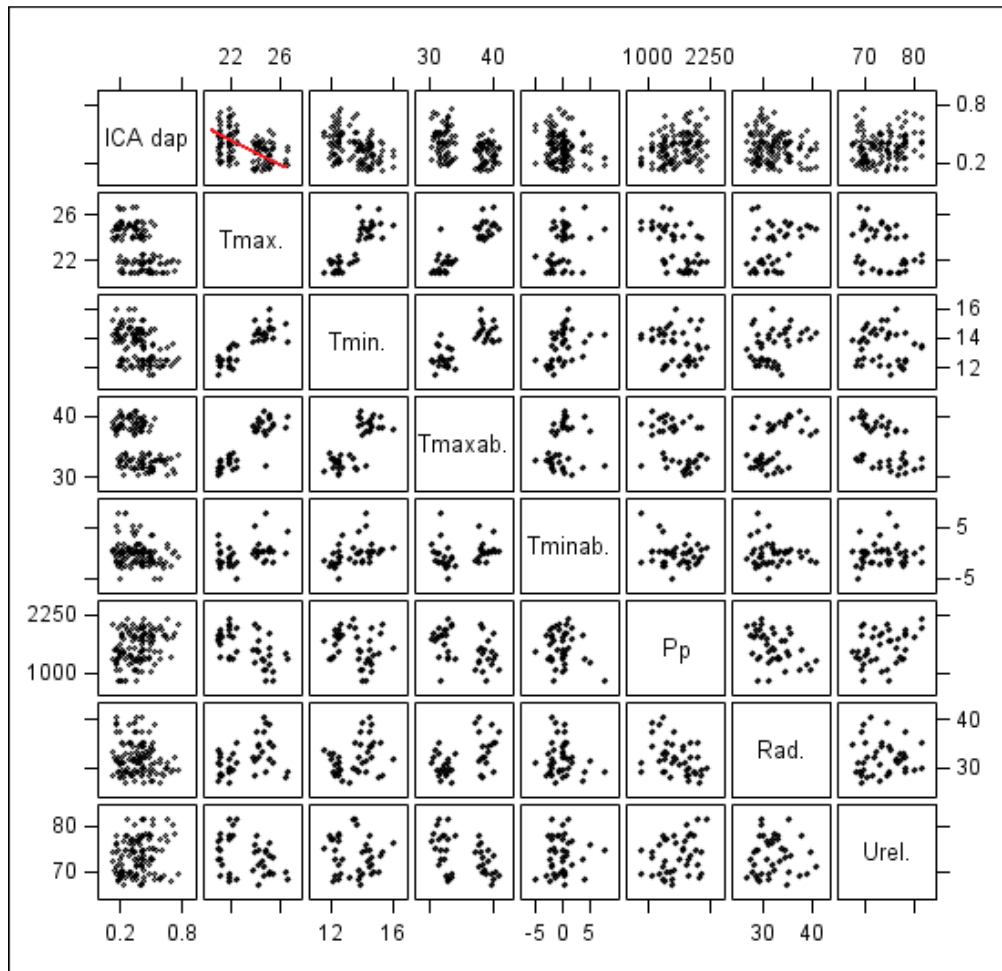 22 26 30 40 1000 2250 70 80
ICA dap 0.8
0.2
26
22 Tmax.
Tmin. 16
14
12
40
30 Tmaxab.
Tminab. 5
-5
2250
1000 Pp
Rad. 40
30
80
70 Urel.
0.2 0.8 12 16 -5 0 5 30 40